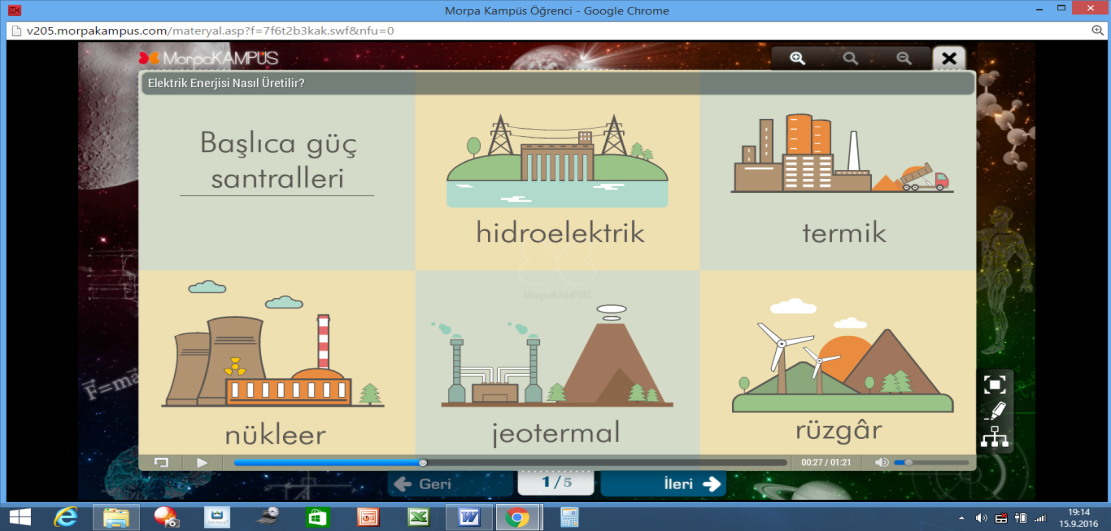 Morpa Kampüs Öğrenci - Google Chrome
v205.morpakampus.com/materyal.asp?f=7f6t2b3kak.swf&nfu=0
MorpaKAMPÜS
Elektrik Enerjisi Nasıl Üretilir?
Başlıca güç
santralleri
hidroelektrik
termik
MorpaKAMPÜS
nükleer
jeotermal
rüzgâr
00:27 / 01:21
Geri
1/5
İleri
19:14
15.9.2016